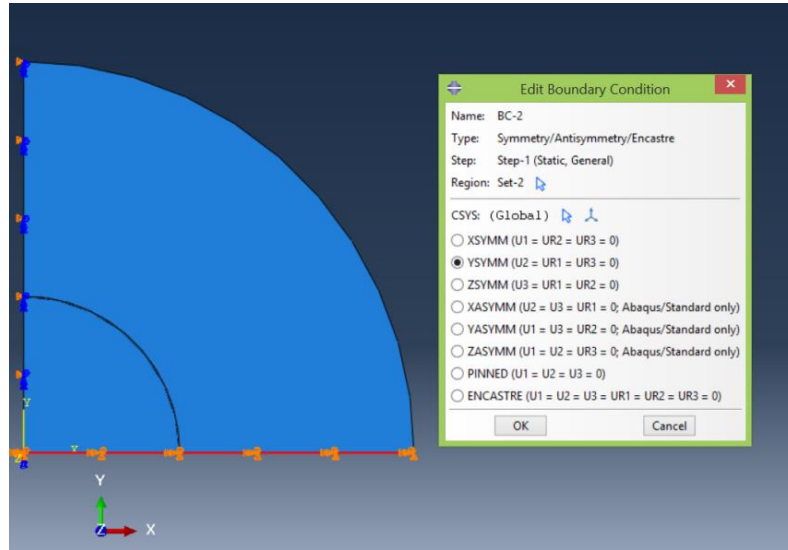 Edit Boundary Condition
Name: BC-2
Type: Symmetry/Antisymmetry/Encastre
Step: Step-1 (Static, General)
Region: Set-2
CSYS: (Global)
XSYMM (U1 = UR2 = UR3 = 0)
YSYMM (U2 = UR1 = UR3 = 0)
ZSYMM (U3 = UR1 = UR2 = 0)
XASYMM (U2 = U3 = UR1 = 0; Abaqus/Standard only)
YASYMM (U1 = U3 = UR2 = 0; Abaqus/Standard only)
ZASYMM (U1 = U2 = UR3 = 0; Abaqus/Standard only)
PINNED (U1 = U2 = U3 = 0)
ENCASTRE (U1 = U2 = U3 = UR1 = UR2 = UR3 = 0)
OK Cancel
Y
Y
Z X